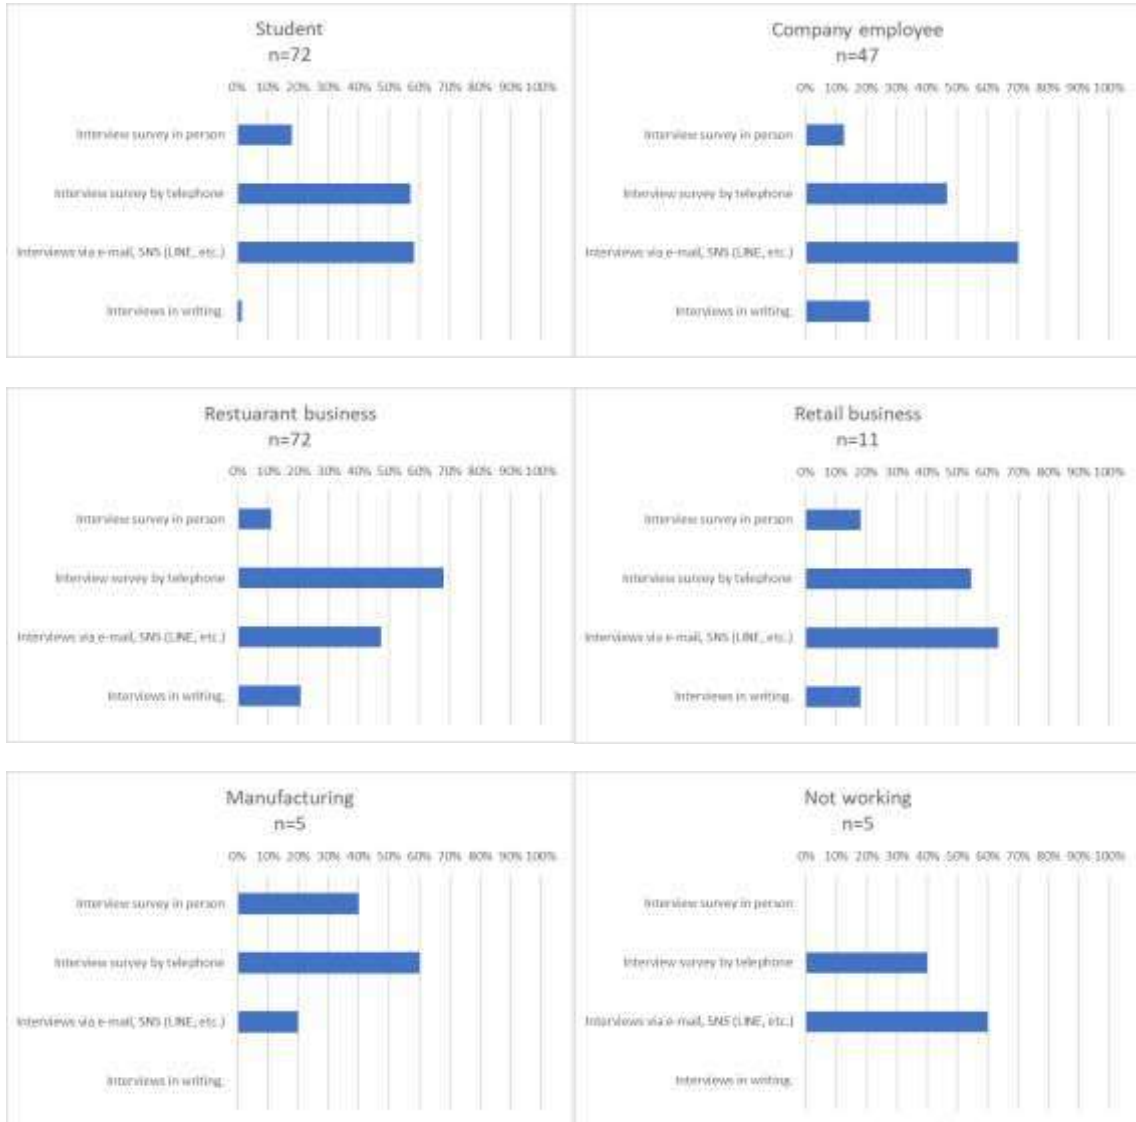 Student
n=72
0% 10% 20% 30% 40% 50% 60% 70% 80% 90% 100%
Interview survey in person
Interview survey by telephone
Interviews via e-mail, SNS (LINE, etc.)
Interviews in writing.
Company employee
n=47
0% 10% 20% 30% 40% 50% 60% 70% 80% 90% 100%
Interview survey in person
Interview survey by telephone
Interviews via e-mail, SNS (LINE, etc.)
Interviews in writing.
Restuarant business
n=72
0% 10% 20% 30% 40% 50% 60% 70% 80% 90% 100%
Interview survey in person
Interview survey by telephone
Interviews via e-mail, SNS (LINE, etc.)
Interviews in writing.
Retail business
n=11
0% 10% 20% 30% 40% 50% 60% 70% 80% 90% 100%
Interview survey in person
Interview survey by telephone
Interviews via e-mail, SNS (LINE, etc.)
Interviews in writing.
Manufacturing
n=5
0% 10% 20% 30% 40% 50% 60% 70% 80% 90% 100%
Interview survey in person
Interview survey by telephone
Interviews via e-mail, SNS (LINE, etc.)
Interviews in writing.
Not working
n=5
0% 10% 20% 30% 40% 50% 60% 70% 80% 90% 100%
Interview survey in person
Interview survey by telephone
Interviews via e-mail, SNS (LINE, etc.)
Interviews in writing.